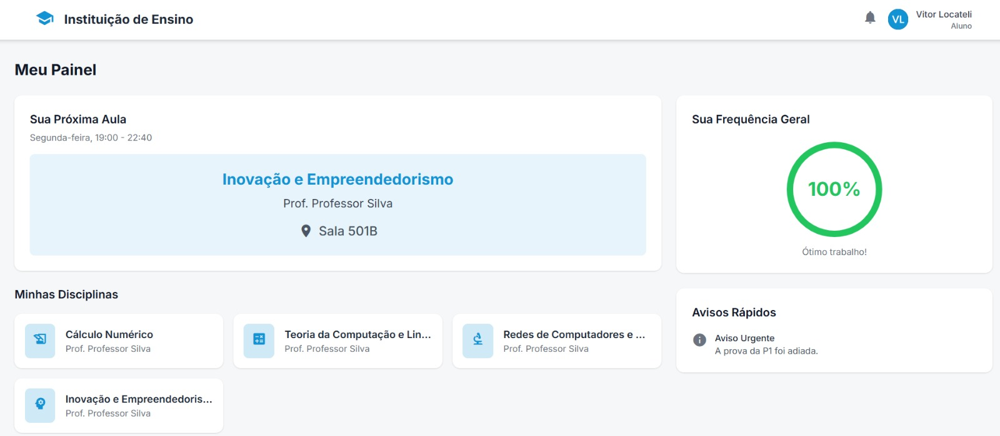 Instituição de Ensino
VL
Vitor Locateli
Aluno
Meu Painel
Sua Próxima Aula
Segunda-feira, 19:00 - 22:40
Inovação e Empreendedorismo
Prof. Professor Silva
Sala 501B
Sua Frequência Geral
100%
Ótimo trabalho!
Minhas Disciplinas
Cálculo Numérico
Prof. Professor Silva
Teoria da Computação e Lin...
Prof. Professor Silva
Redes de Computadores e ...
Prof. Professor Silva
Inovação e Empreendedoris...
Prof. Professor Silva
Avisos Rápidos
Aviso Urgente
A prova da P1 foi adiada.